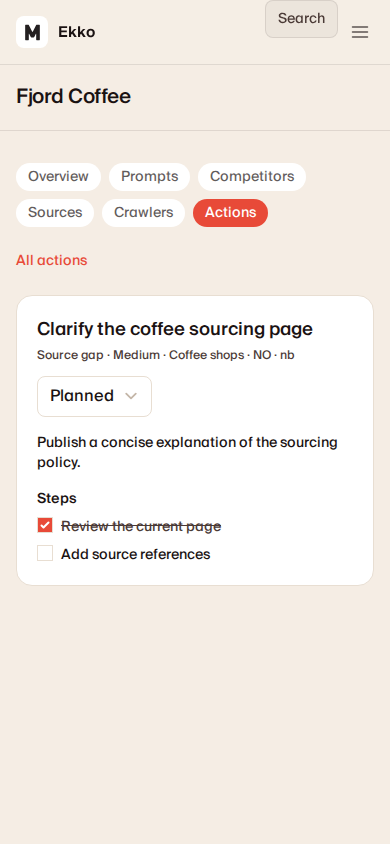 M Ekko
Search
Fjord Coffee
Overview Prompts Competitors
Sources Crawlers Actions
All actions
Clarify the coffee sourcing page
Source gap · Medium · Coffee shops · NO · nb
Planned
Publish a concise explanation of the sourcing
policy.
Steps
Review the current page
Add source references